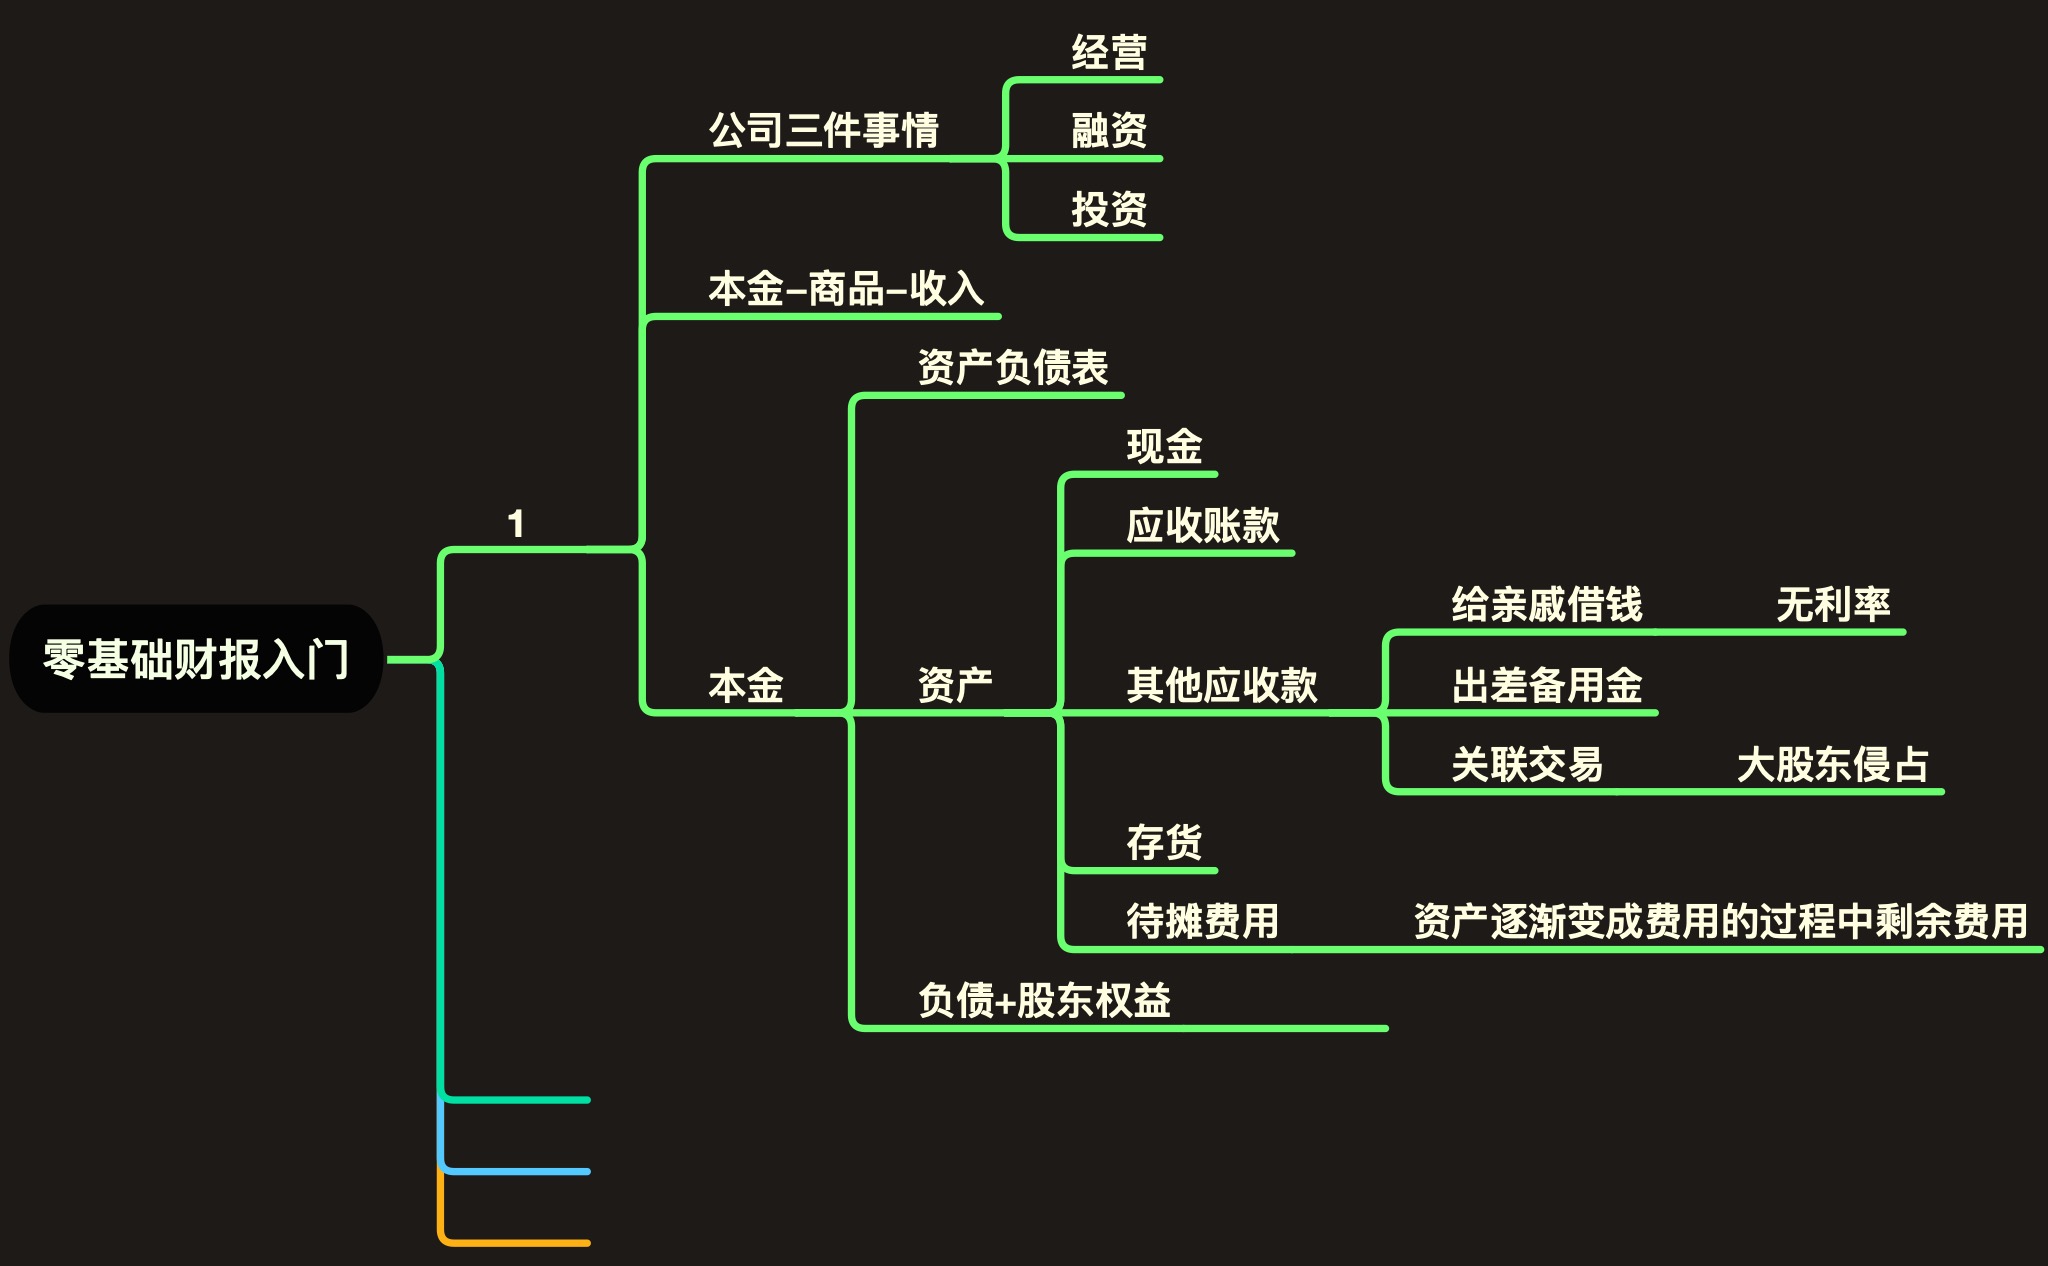 零基础财报入门
1
公司三件事情
经营
融资
投资
本金–商品–收入
本金
资产负债表
资产
现金
应收账款
其他应收款
给亲戚借钱
无利率
出差备用金
关联交易
大股东侵占
存货
待摊费用
资产逐渐变成费用的过程中剩余费用
负债+股东权益